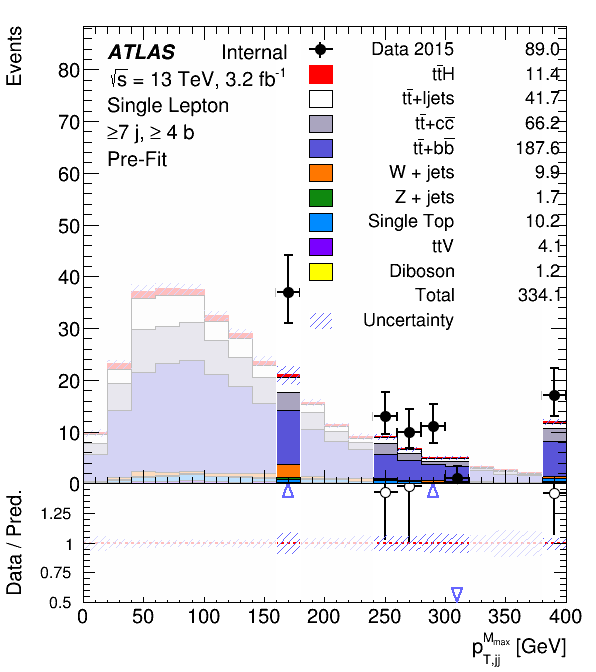 Events
ATLAS Internal
√s = 13 TeV, 3.2 fb⁻¹
Single Lepton
≥7 j, ≥ 4 b
Pre-Fit
Data 2015 89.0
tt̄H 11.4
tt̄+ljets 41.7
tt̄+cc̄ 66.2
tt̄+bb̄ 187.6
W + jets 9.9
Z + jets 1.7
Single Top 10.2
ttV 4.1
Diboson 1.2
Total 334.1
Uncertainty
80
70
60
50
40
30
20
10
0
Data / Pred.
1.25
1
0.75
0.5
0 50 100 150 200 250 300 350 400
p_{T,jj}^{M_{max}} [GeV]